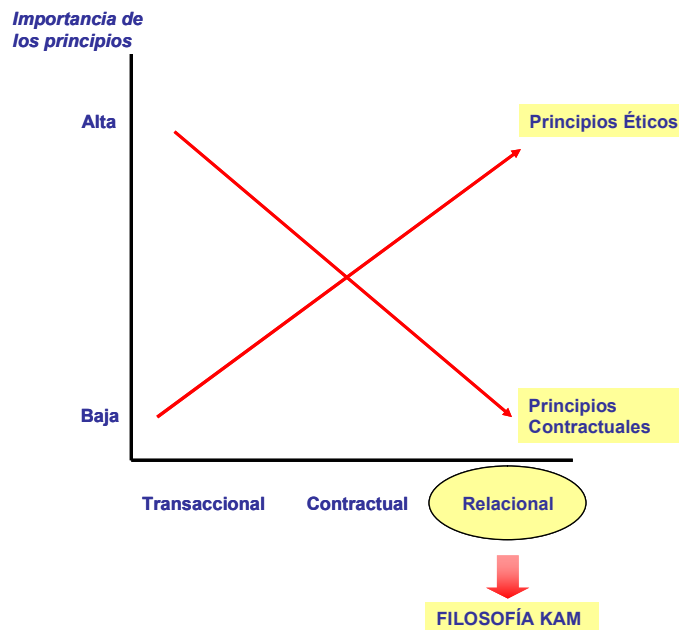 Importancia de
los principios
Alta
Principios Éticos
Baja
Principios
Contractuales
Transaccional
Contractual
Relacional
FILOSOFÍA KAM